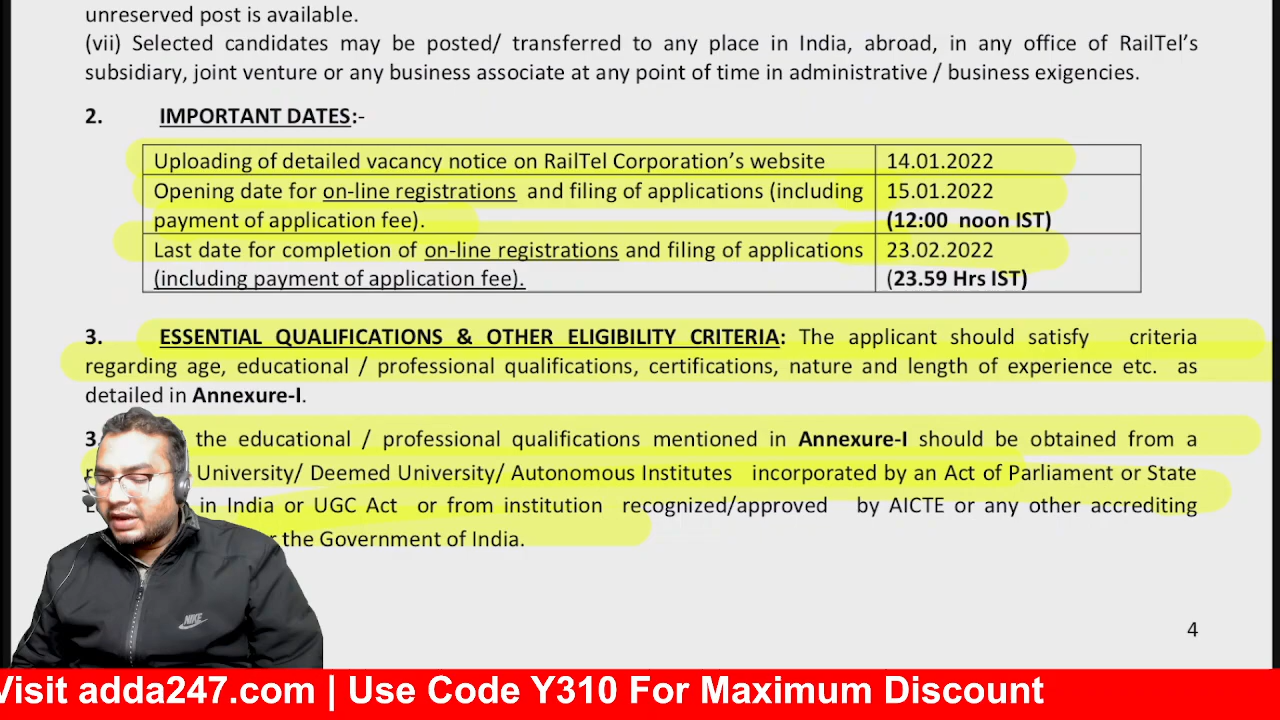 unreserved post is available.
(vii) Selected candidates may be posted/ transferred to any place in India, abroad, in any office of RailTel’s
subsidiary, joint venture or any business associate at any point of time in administrative / business exigencies.
2. IMPORTANT DATES:-
Uploading of detailed vacancy notice on RailTel Corporation’s website 14.01.2022
Opening date for on-line registrations and filing of applications (including 15.01.2022
payment of application fee). (12:00 noon IST)
Last date for completion of on-line registrations and filing of applications 23.02.2022
(including payment of application fee). (23.59 Hrs IST)
3. ESSENTIAL QUALIFICATIONS & OTHER ELIGIBILITY CRITERIA: The applicant should satisfy criteria
regarding age, educational / professional qualifications, certifications, nature and length of experience etc. as
detailed in Annexure-I.
3. the educational / professional qualifications mentioned in Annexure-I should be obtained from a
University/ Deemed University/ Autonomous Institutes incorporated by an Act of Parliament or State
in India or UGC Act or from institution recognized/approved by AICTE or any other accrediting
the Government of India.
NIKE
4
Visit adda247.com | Use Code Y310 For Maximum Discount